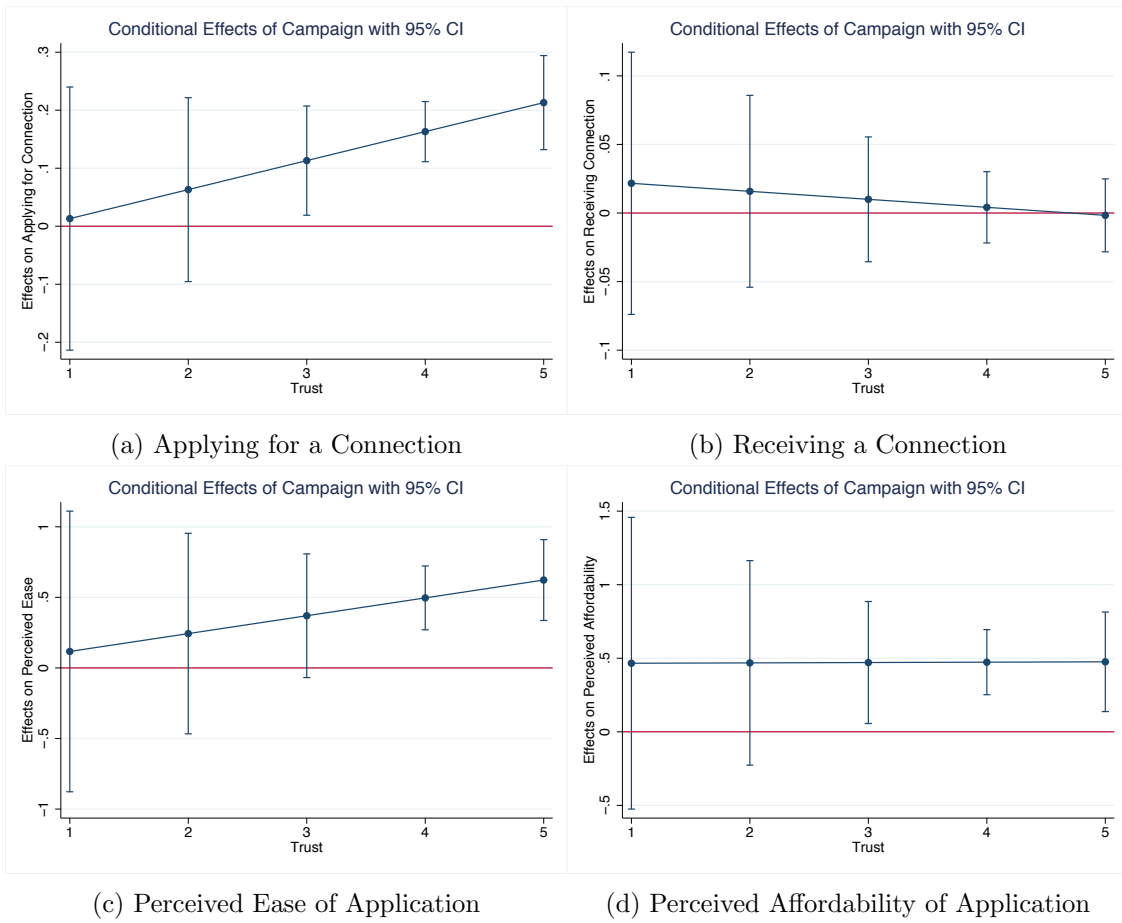 Conditional Effects of Campaign with 95% CI
Effects on Applying for Connection
.3
.2
.1
0
-.1
-.2
1 2 3 4 5
Trust
(a) Applying for a Connection
Conditional Effects of Campaign with 95% CI
Effects on Receiving Connection
.1
.05
0
-.05
-.1
1 2 3 4 5
Trust
(b) Receiving a Connection
Conditional Effects of Campaign with 95% CI
Effects on Perceived Ease
1
.5
0
-.5
-1
1 2 3 4 5
Trust
(c) Perceived Ease of Application
Conditional Effects of Campaign with 95% CI
Effects on Perceived Affordability
1.5
1
.5
0
-.5
1 2 3 4 5
Trust
(d) Perceived Affordability of Application